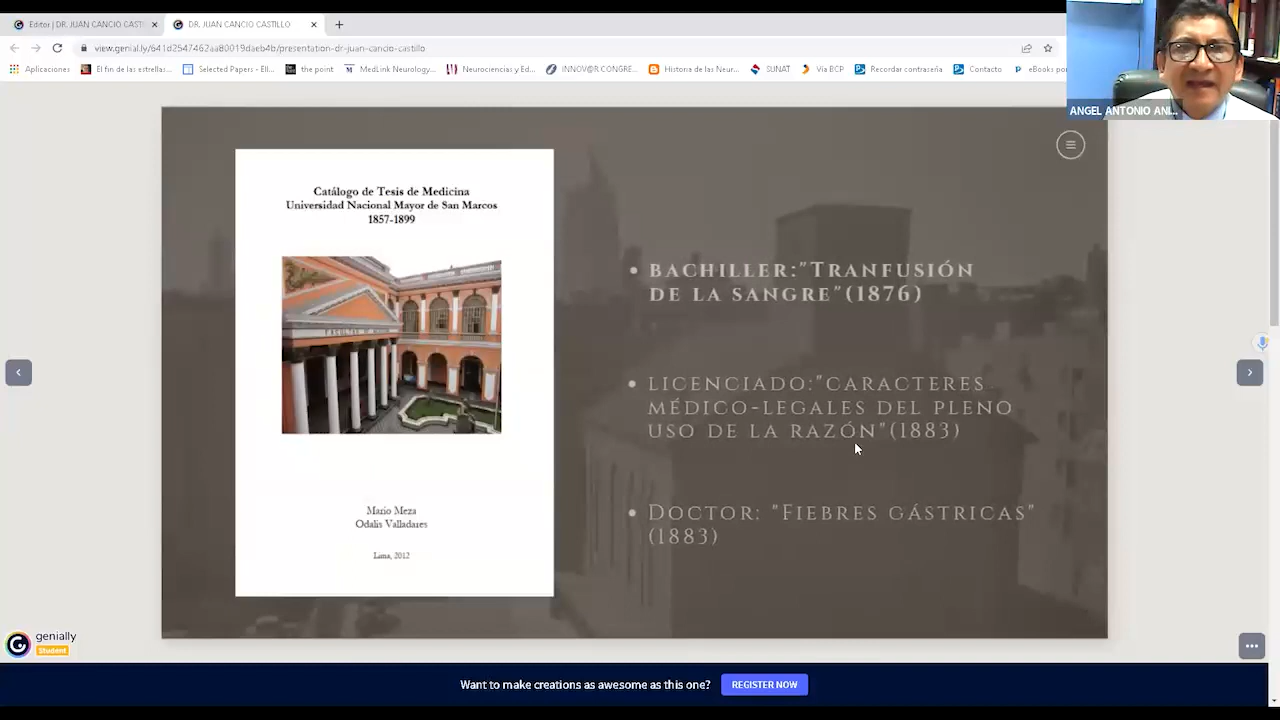 Editor | DR. JUAN CANCIO CASTI
DR. JUAN CANCIO CASTILLO
view.genial.ly/641d2547462aa80019daeb4b/presentation-dr-juan-cancio-castillo
Aplicaciones
El fin de las estrellas...
Selected Papers - Ell...
the point
MedLink Neurology...
Neurociencias y Ed...
INNOV@R CONGRE...
Historia de las Neur...
SUNAT
Via BCP
Recordar contraseña
Contacto
eBooks po
ANGEL ANTONIO ANI...
Catálogo de Tesis de Medicina
Universidad Nacional Mayor de San Marcos
1857-1899
Mario Meza
Odalis Valladares
Lima, 2012
• BACHILLER:"TRANFUSIÓN
DE LA SANGRE"(1876)
• LICENCIADO:"CARACTERES
MÉDICO-LEGALES DEL PLENO
USO DE LA RAZÓN"(1883)
• DOCTOR: "FIEBRES GÁSTRICAS"
(1883)
genially
Student
Want to make creations as awesome as this one?
REGISTER NOW